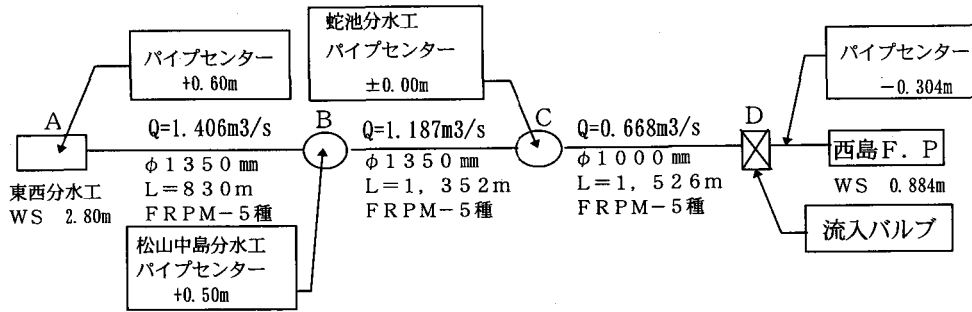 パイプセンター
+0.60m
蛇池分水工
パイプセンター
±0.00m
パイプセンター
-0.304m
A
Q=1.406m3/s
B
Q=1.187m3/s
C
Q=0.668m3/s
D
φ1350mm
φ1350mm
φ1000mm
西島F.P
東西分水工
L=830m
L=1,352m
L=1,526m
WS 0.884m
WS 2.80m
FRPM-5種
FRPM-5種
FRPM-5種
流入バルブ
松山中島分水工
パイプセンター
+0.50m